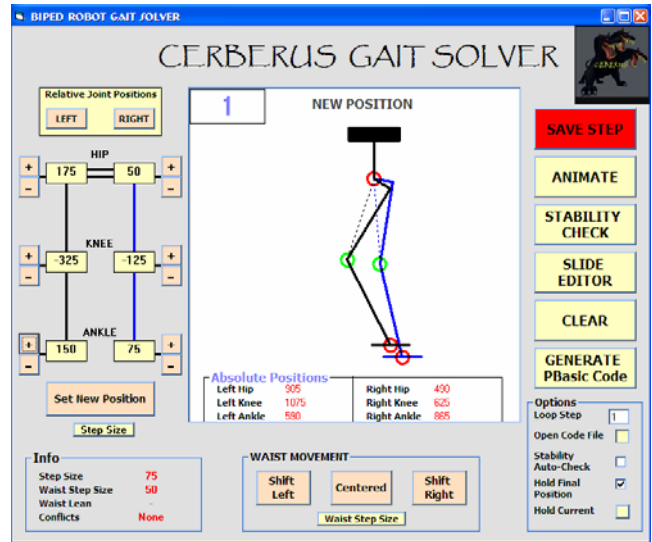 BIPED ROBOT GAIT SOLVER
CERBERUS GAIT SOLVER
CERBERUS
Relative Joint Positions
LEFT RIGHT
1
NEW POSITION
SAVE STEP
HIP
+ 175 50 +
- -
ANIMATE
STABILITY
CHECK
KNEE
+ -325 -125 +
- -
SLIDE
EDITOR
CLEAR
ANKLE
+ 150 75 +
- -
GENERATE
PBasic Code
Set New Position
Step Size
Absolute Positions
Left Hip 905 Right Hip 490
Left Knee 1075 Right Knee 625
Left Ankle 590 Right Ankle 865
Options
Loop Step 1
Open Code File
Stability
Auto-Check
Hold Final
Position
Hold Current
Info
Step Size 75
Waist Step Size 50
Waist Lean -
Conflicts None
WAIST MOVEMENT
Shift
Left
Centered
Shift
Right
Waist Step Size